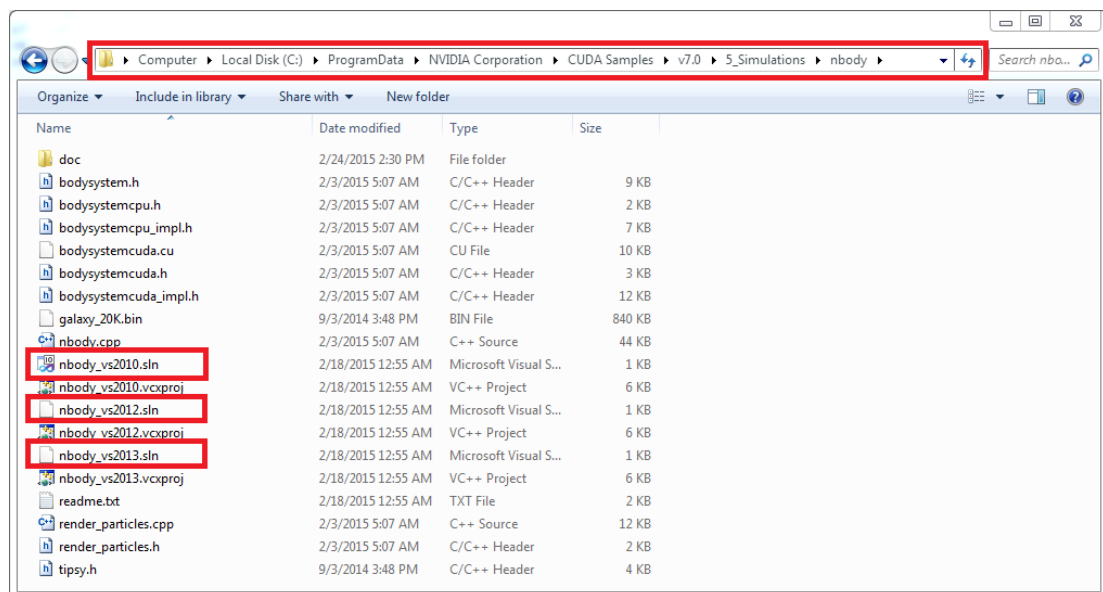 Computer Local Disk (C:) ProgramData NVIDIA Corporation CUDA Samples v7.0 5_Simulations nbody Search nbo...
Organize Include in library Share with New folder
Name Date modified Type Size
doc 2/24/2015 2:30 PM File folder
bodysystem.h 2/3/2015 5:07 AM C/C++ Header 9 KB
bodysystemcpu.h 2/3/2015 5:07 AM C/C++ Header 2 KB
bodysystemcpu_impl.h 2/3/2015 5:07 AM C/C++ Header 7 KB
bodysystemcuda.cu 2/3/2015 5:07 AM CU File 10 KB
bodysystemcuda.h 2/3/2015 5:07 AM C/C++ Header 3 KB
bodysystemcuda_impl.h 2/3/2015 5:07 AM C/C++ Header 12 KB
galaxy_20K.bin 9/3/2014 3:48 PM BIN File 840 KB
nbody.cpp 2/3/2015 5:07 AM C++ Source 44 KB
nbody_vs2010.sln 2/18/2015 12:55 AM Microsoft Visual S... 1 KB
nbody_vs2010.vcxproj 2/18/2015 12:55 AM VC++ Project 6 KB
nbody_vs2012.sln 2/18/2015 12:55 AM Microsoft Visual S... 1 KB
nbody_vs2012.vcxproj 2/18/2015 12:55 AM VC++ Project 6 KB
nbody_vs2013.sln 2/18/2015 12:55 AM Microsoft Visual S... 1 KB
nbody_vs2013.vcxproj 2/18/2015 12:55 AM VC++ Project 6 KB
readme.txt 2/18/2015 12:55 AM TXT File 2 KB
render_particles.cpp 2/3/2015 5:07 AM C++ Source 12 KB
render_particles.h 2/3/2015 5:07 AM C/C++ Header 2 KB
tipsy.h 9/3/2014 3:48 PM C/C++ Header 4 KB